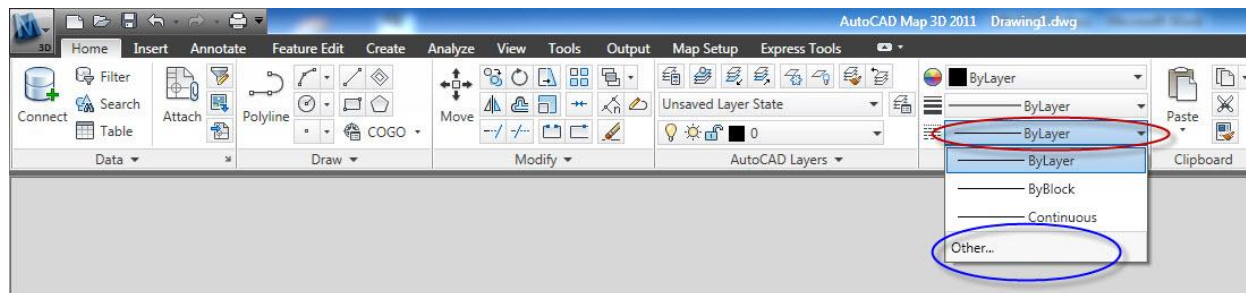 AutoCAD Map 3D 2011 Drawing1.dwg
3D
Home Insert Annotate Feature Edit Create Analyze View Tools Output Map Setup Express Tools
Filter
Search
Table
Connect
Attach
Polyline
COGO
Move
Unsaved Layer State
0
ByLayer
ByLayer
ByLayer
Paste
Data
Draw
Modify
AutoCAD Layers
Clipboard
ByLayer
ByBlock
Continuous
Other...